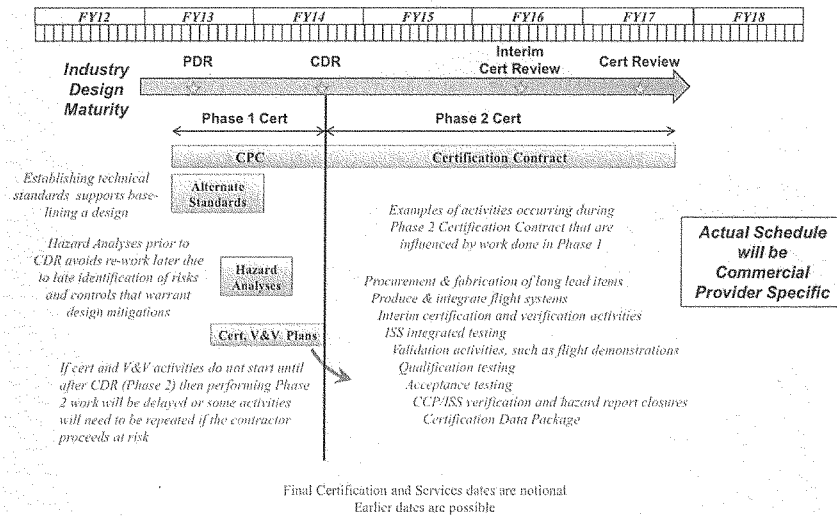 FY12 FY13 FY14 FY15 FY16 FY17 FY18
Industry
Design
Maturity
PDR
CDR
Interim
Cert Review
Cert Review
Phase 1 Cert
Phase 2 Cert
CPC
Certification Contract
Establishing technical
standards supports base-
lining a design
Alternate
Standards
Hazard Analyses prior to
CDR avoids re-work later due
to late identification of risks
and controls that warrant
design mitigations
Hazard
Analyses
Cert, V&V Plans
If cert and V&V activities do not start until
after CDR (Phase 2) then performing Phase
2 work will be delayed or some activities
will need to be repeated if the contractor
proceeds at risk
Examples of activities occurring during
Phase 2 Certification Contract that are
influenced by work done in Phase 1
Procurement & fabrication of long lead items
Produce & integrate flight systems
Interim certification and verification activities
ISS integrated testing
Validation activities, such as flight demonstrations
Qualification testing
Acceptance testing
CCP/ISS verification and hazard report closures
Certification Data Package
Actual Schedule
will be
Commercial
Provider Specific
Final Certification and Services dates are notional
Earlier dates are possible